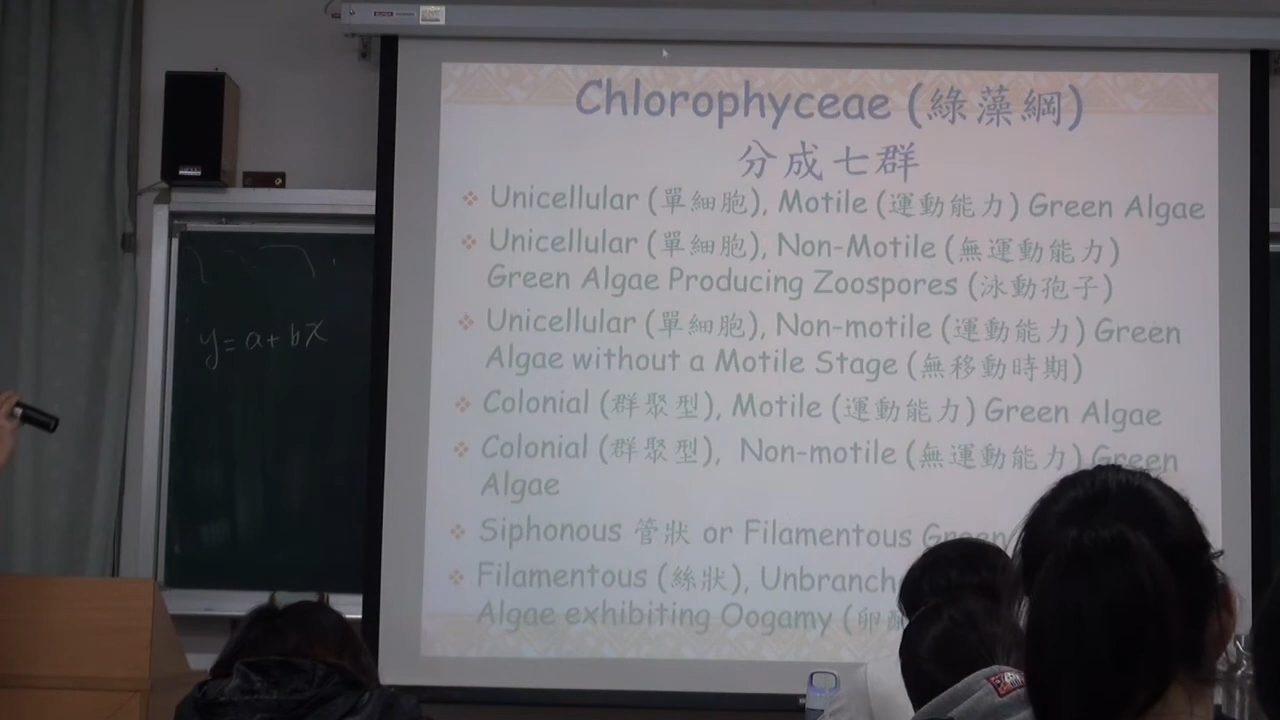 Chlorophyceae (綠藻綱)
分成七群
Unicellular (單細胞), Motile (運動能力) Green Algae
Unicellular (單細胞), Non-Motile (無運動能力)
Green Algae Producing Zoospores (泳動孢子)
Unicellular (單細胞), Non-motile (運動能力) Green
Algae without a Motile Stage (無移動時期)
Colonial (群聚型), Motile (運動能力) Green Algae
Colonial (群聚型), Non-motile (無運動能力) Green
Algae
Siphonous 管狀 or Filamentous Green
Filamentous (絲狀),
Algae exhibiting Oogamy (卵
y=a+bx